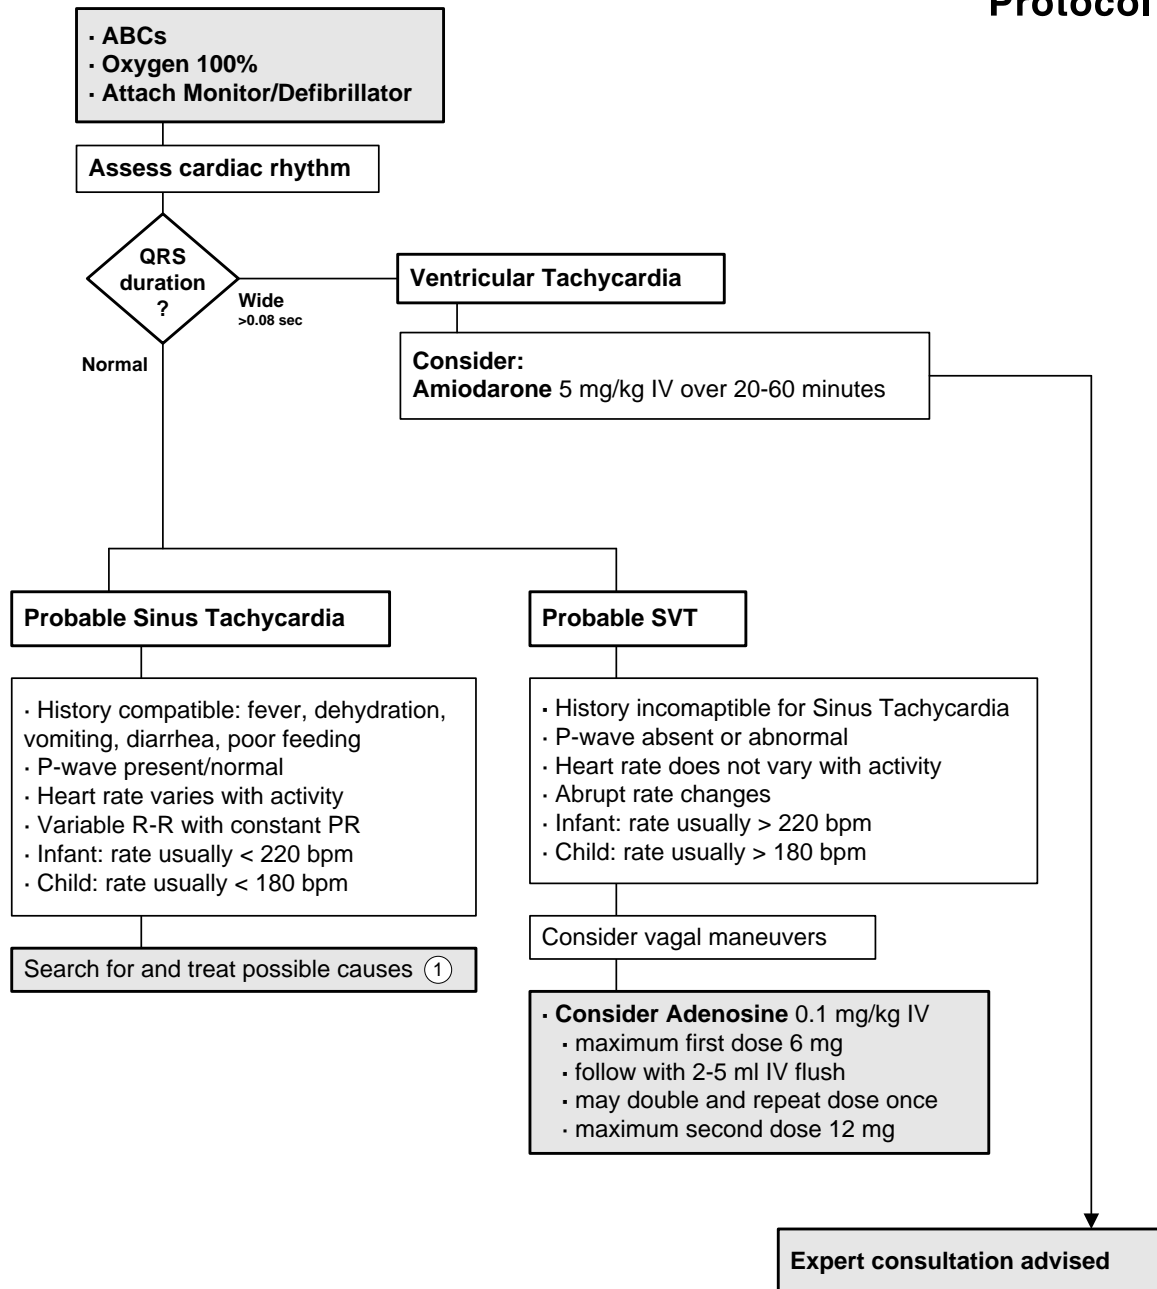 Protocol
· ABCs
· Oxygen 100%
· Attach Monitor/Defibrillator
Assess cardiac rhythm
QRS
duration
?
Wide
>0.08 sec
Normal
Ventricular Tachycardia
Consider:
Amiodarone 5 mg/kg IV over 20-60 minutes
Probable Sinus Tachycardia
· History compatible: fever, dehydration,
vomiting, diarrhea, poor feeding
· P-wave present/normal
· Heart rate varies with activity
· Variable R-R with constant PR
· Infant: rate usually < 220 bpm
· Child: rate usually < 180 bpm
Search for and treat possible causes 1
Probable SVT
· History incomaptible for Sinus Tachycardia
· P-wave absent or abnormal
· Heart rate does not vary with activity
· Abrupt rate changes
· Infant: rate usually > 220 bpm
· Child: rate usually > 180 bpm
Consider vagal maneuvers
· Consider Adenosine 0.1 mg/kg IV
· maximum first dose 6 mg
· follow with 2-5 ml IV flush
· may double and repeat dose once
· maximum second dose 12 mg
Expert consultation advised